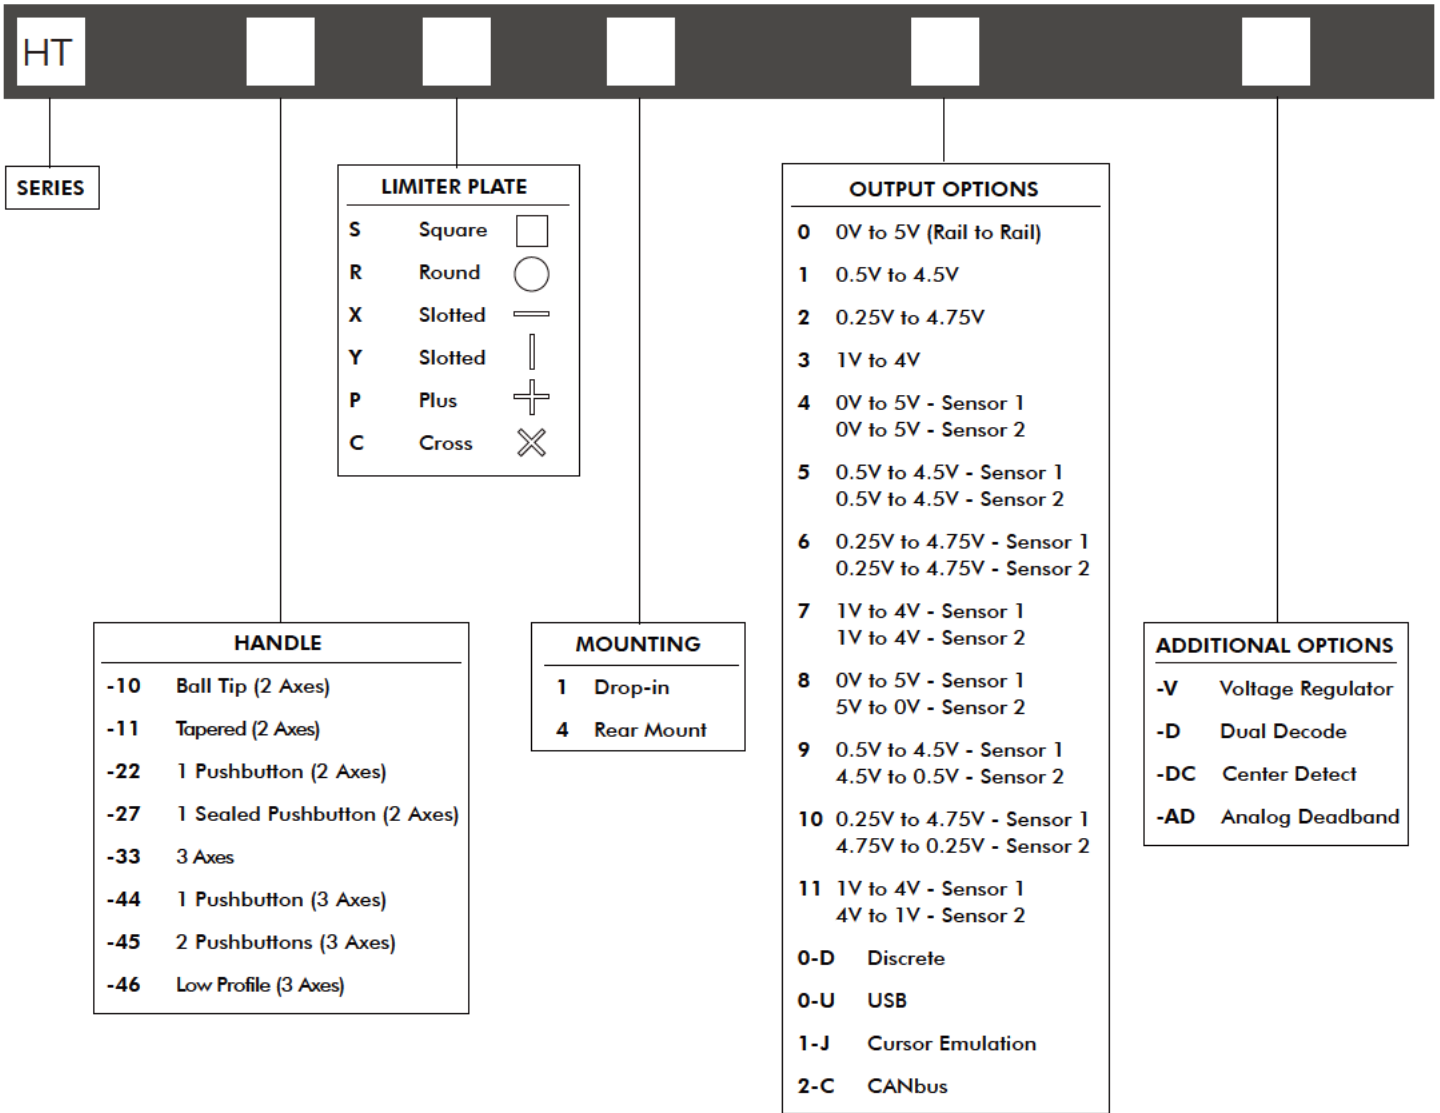 HT
SERIES
LIMITER PLATE
S Square
R Round
X Slotted
Y Slotted
P Plus
C Cross
OUTPUT OPTIONS
0 0V to 5V (Rail to Rail)
1 0.5V to 4.5V
2 0.25V to 4.75V
3 1V to 4V
4 0V to 5V - Sensor 1
0V to 5V - Sensor 2
5 0.5V to 4.5V - Sensor 1
0.5V to 4.5V - Sensor 2
6 0.25V to 4.75V - Sensor 1
0.25V to 4.75V - Sensor 2
7 1V to 4V - Sensor 1
1V to 4V - Sensor 2
8 0V to 5V - Sensor 1
5V to 0V - Sensor 2
9 0.5V to 4.5V - Sensor 1
4.5V to 0.5V - Sensor 2
10 0.25V to 4.75V - Sensor 1
4.75V to 0.25V - Sensor 2
11 1V to 4V - Sensor 1
4V to 1V - Sensor 2
0-D Discrete
0-U USB
1-J Cursor Emulation
2-C CANbus
HANDLE
-10 Ball Tip (2 Axes)
-11 Tapered (2 Axes)
-22 1 Pushbutton (2 Axes)
-27 1 Sealed Pushbutton (2 Axes)
-33 3 Axes
-44 1 Pushbutton (3 Axes)
-45 2 Pushbuttons (3 Axes)
-46 Low Profile (3 Axes)
MOUNTING
1 Drop-in
4 Rear Mount
ADDITIONAL OPTIONS
-V Voltage Regulator
-D Dual Decode
-DC Center Detect
-AD Analog Deadband